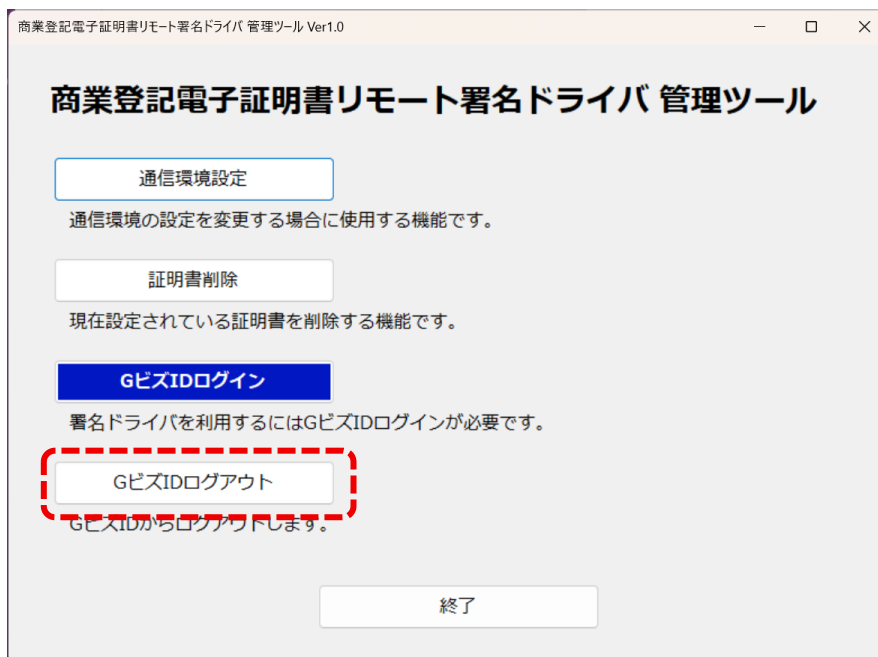 商業登記電子証明書リモート署名ドライバ 管理ツール Ver1.0
商業登記電子証明書リモート署名ドライバ 管理ツール
通信環境設定
通信環境の設定を変更する場合に使用する機能です。
証明書削除
現在設定されている証明書を削除する機能です。
GビズIDログイン
署名ドライバを利用するにはGビズIDログインが必要です。
GビズIDログアウト
GビズIDからログアウトします。
終了